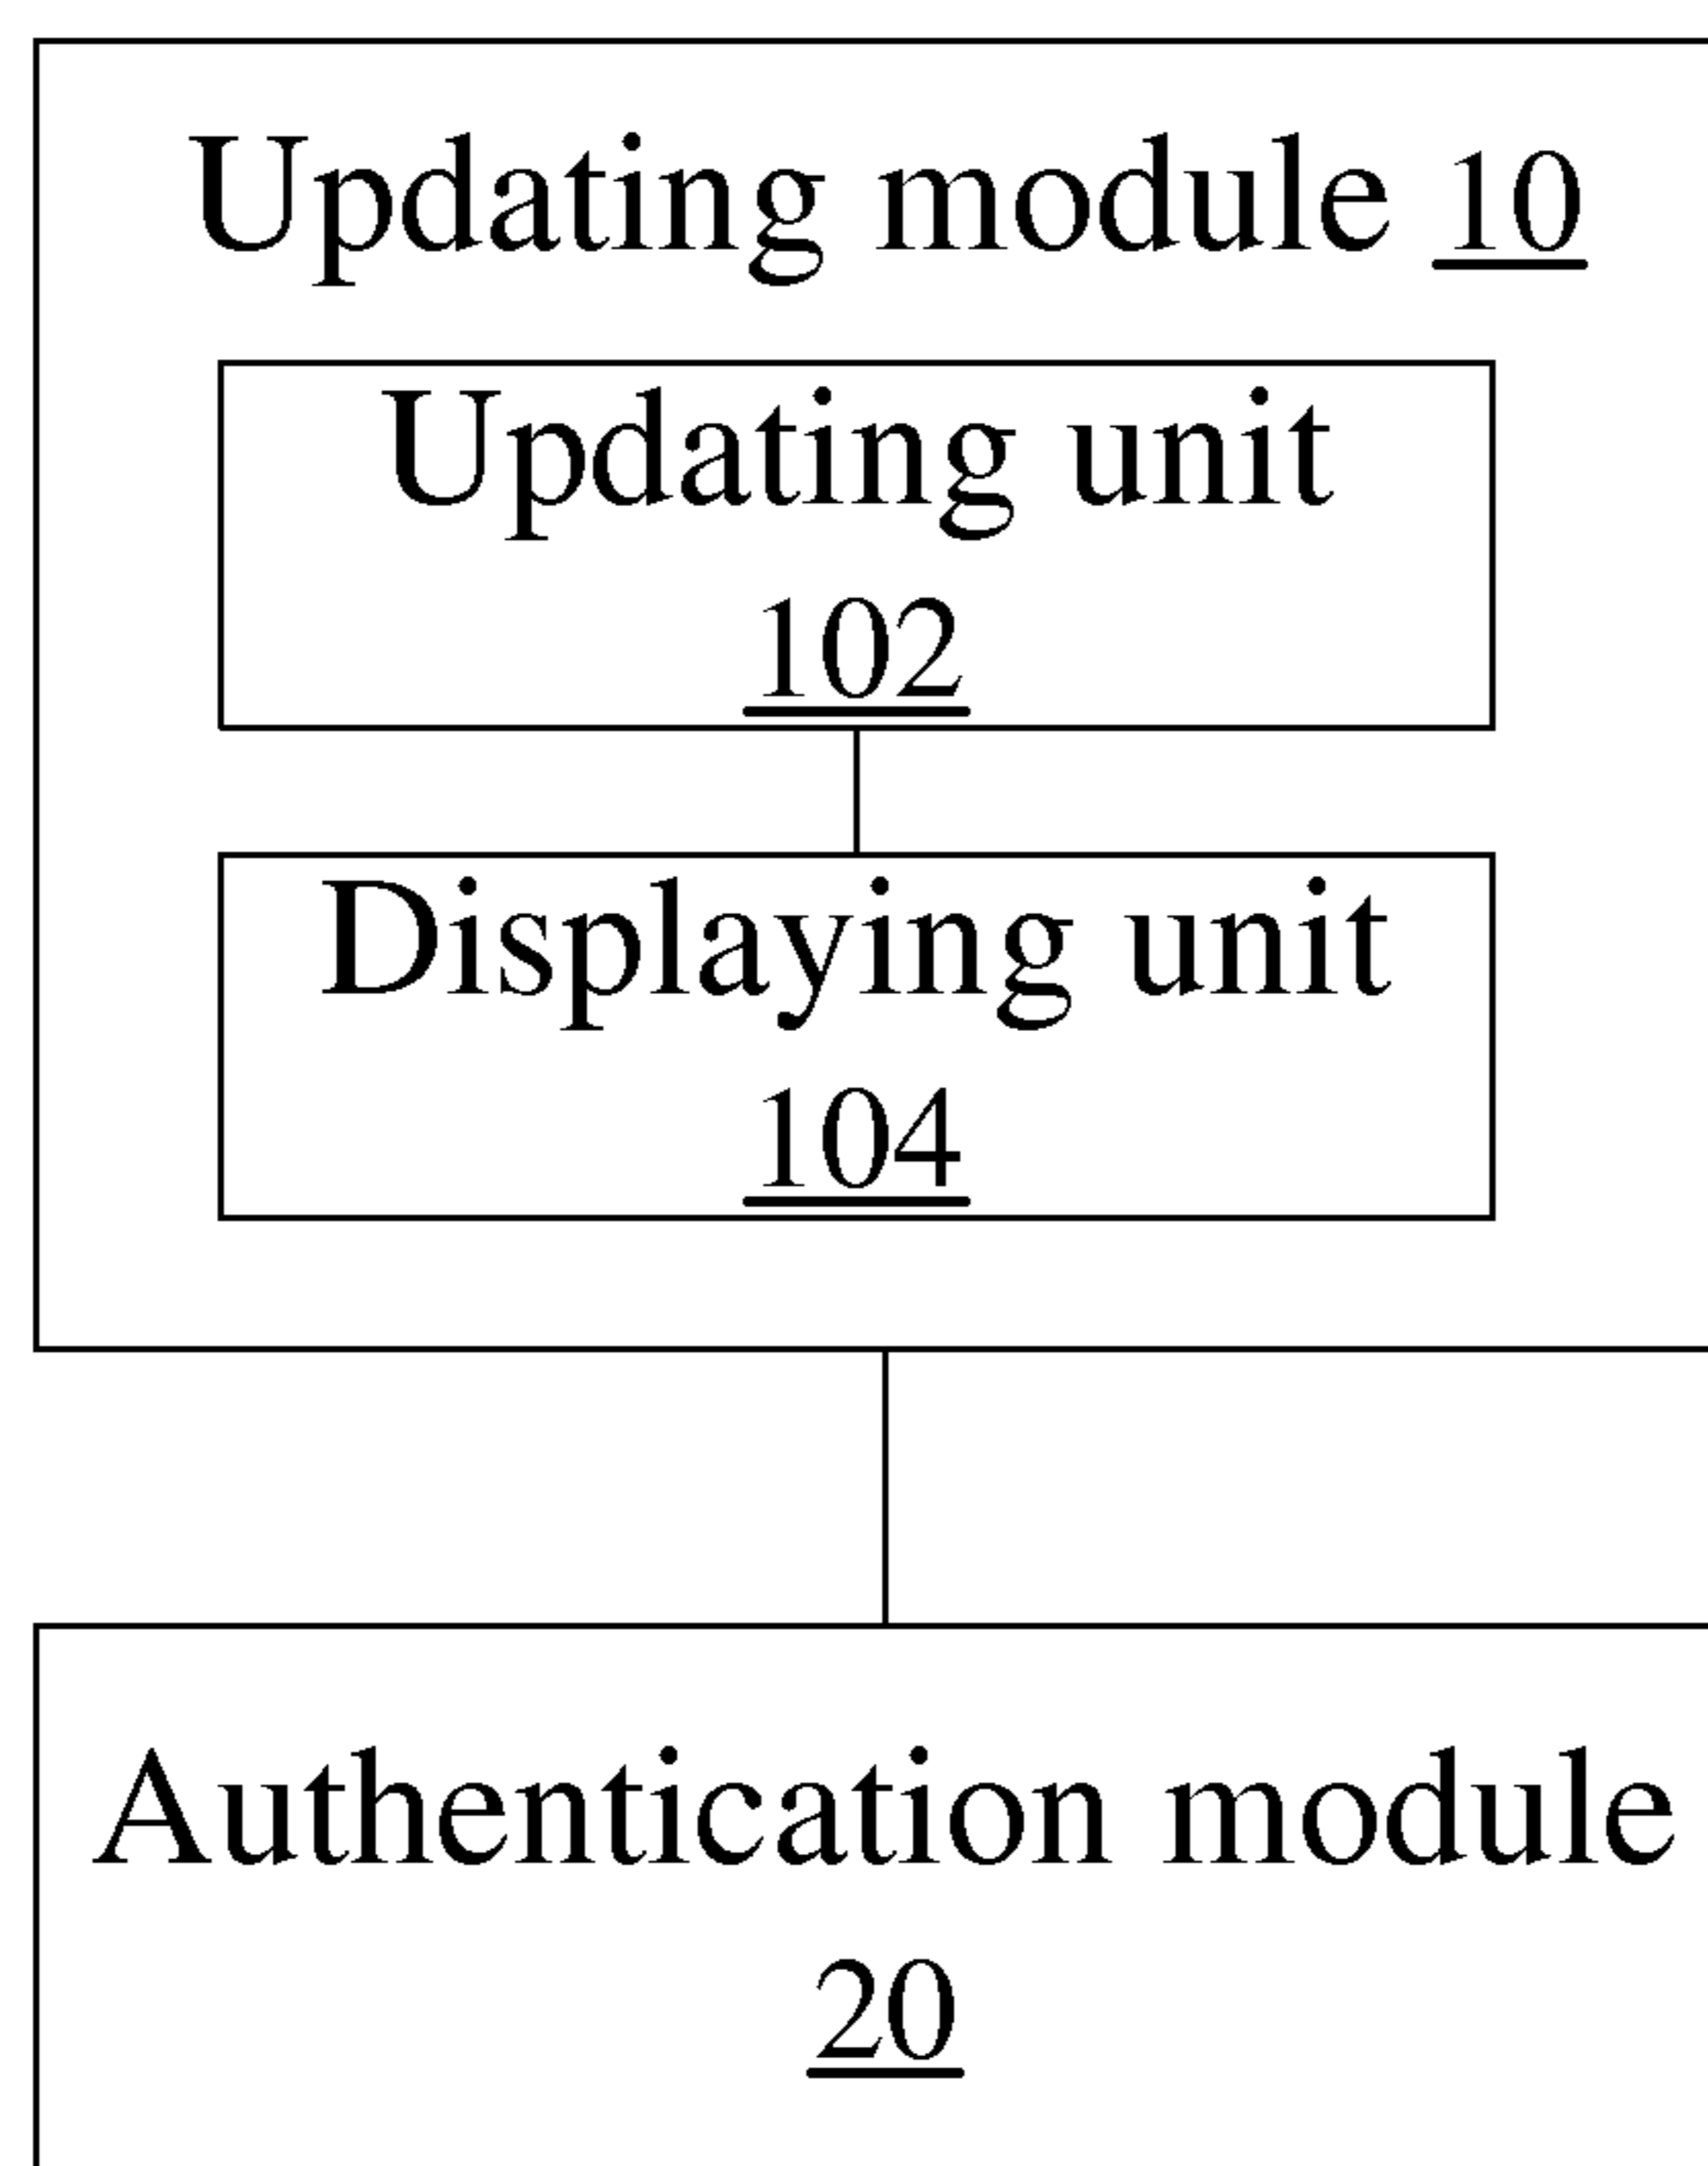 Updating module 10
Updating unit
102
Displaying unit
104
Authentication module
20